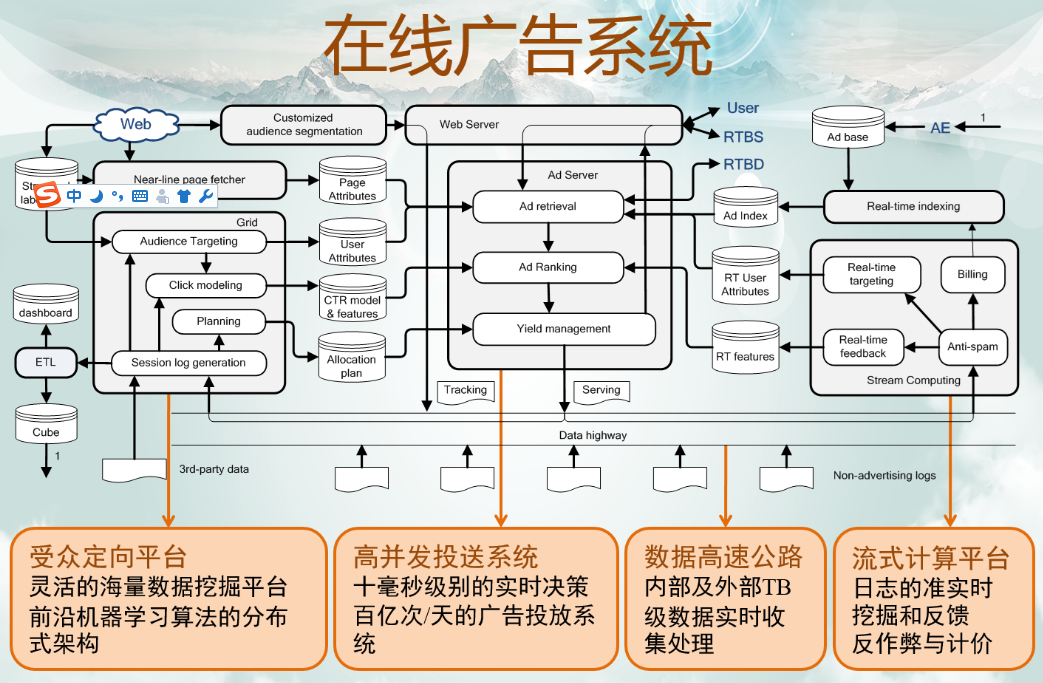 在线广告系统
Web
Customized
audience segmentation
Web Server
User
RTBS
RTBD
Ad base
AE
1
Near-line page fetcher
中
Page
Attributes
Ad Server
Ad retrieval
Ad Index
Real-time indexing
Grid
Audience Targeting
User
Attributes
Click modeling
CTR model
& features
Ad Ranking
RT User
Attributes
Real-time
targeting
Billing
dashboard
Planning
Yield management
ETL
Session log generation
Allocation
plan
RT features
Real-time
feedback
Anti-spam
Stream Computing
Tracking
Serving
Cube
Data highway
1
3rd-party data
Non-advertising logs
受众定向平台
灵活的海量数据挖掘平台
前沿机器学习算法的分布
式架构
高并发投送系统
十毫秒级别的实时决策
百亿次/天的广告投放系
统
数据高速公路
内部及外部TB
级数据实时收
集处理
流式计算平台
日志的准实时
挖掘和反馈
反作弊与计价